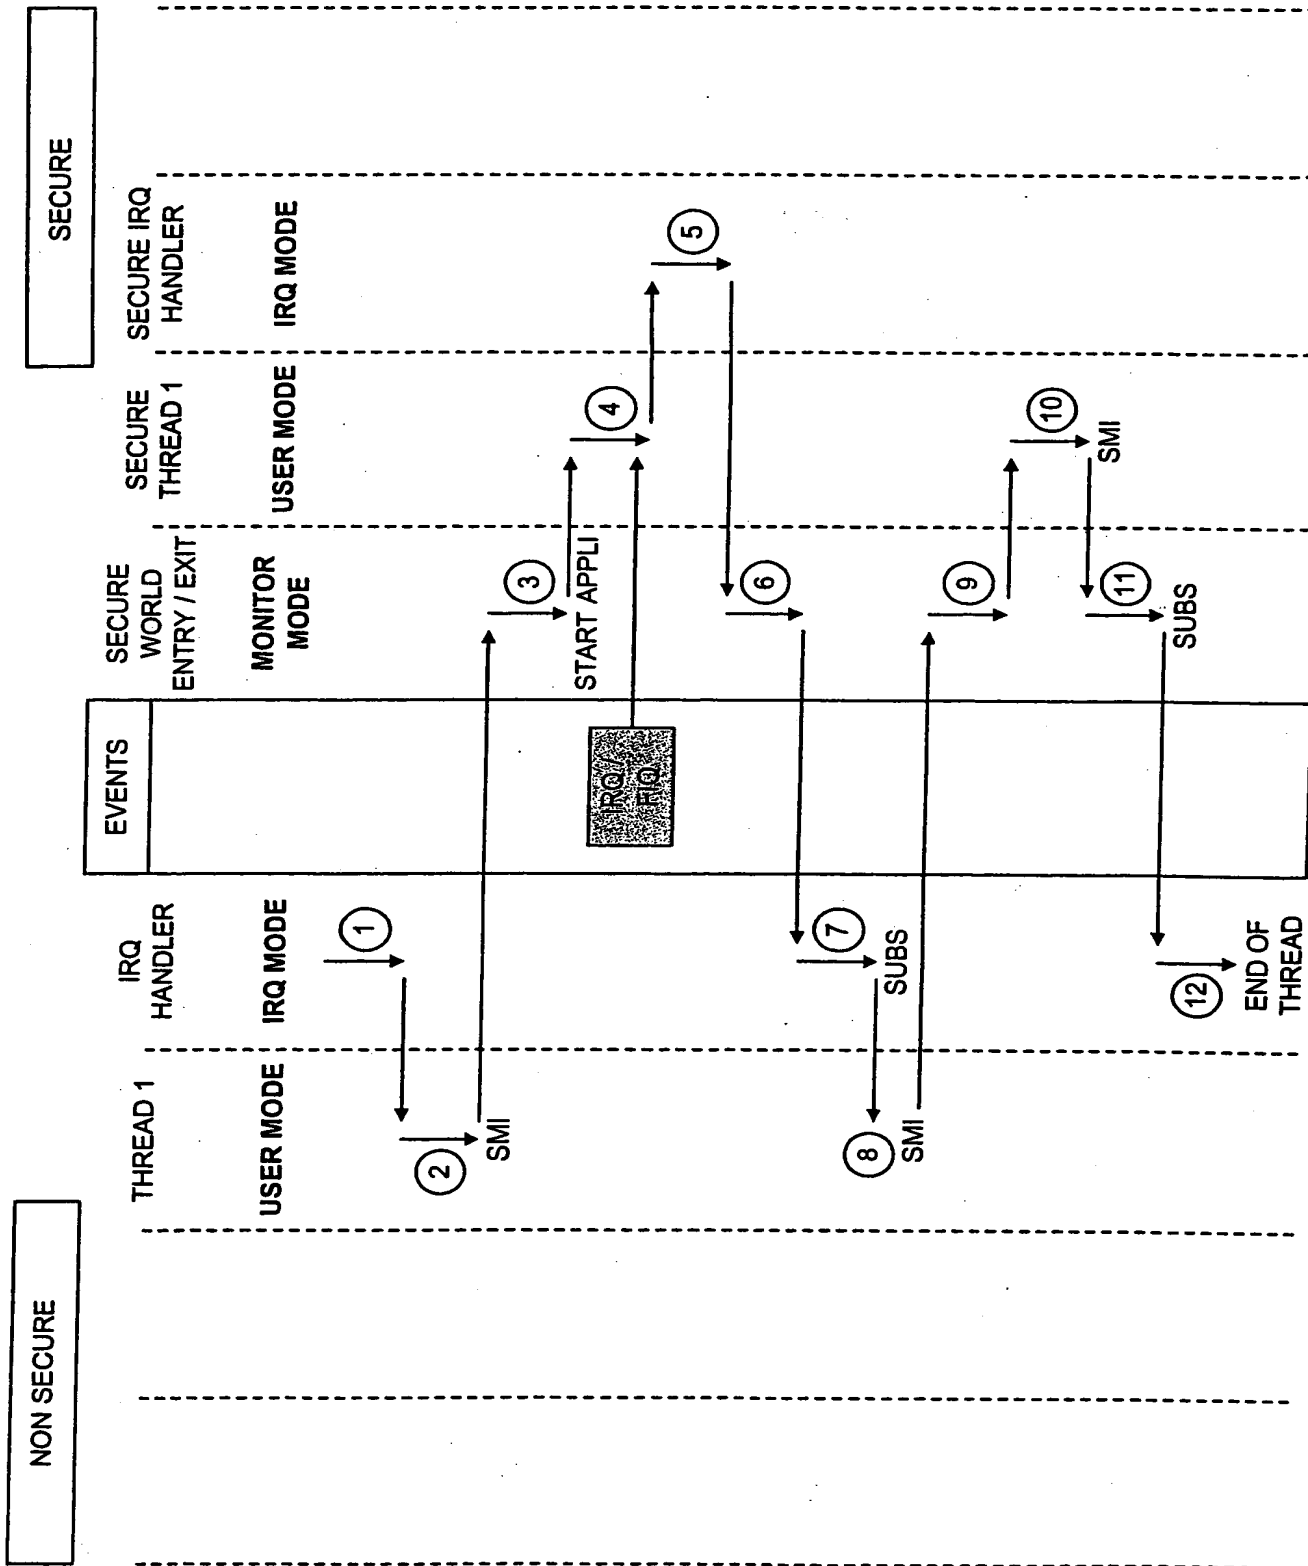 NON SECURE
SECURE
EVENTS
THREAD 1
USER MODE
IRQ
HANDLER
IRQ MODE
SECURE
WORLD
ENTRY / EXIT
MONITOR
MODE
SECURE
THREAD 1
USER MODE
SECURE IRQ
HANDLER
IRQ MODE
1
2
SMI
3
START APPLI
IRQ /
FIQ
4
5
6
7
SUBS
8
SMI
9
10
SMI
11
SUBS
12
END OF
THREAD